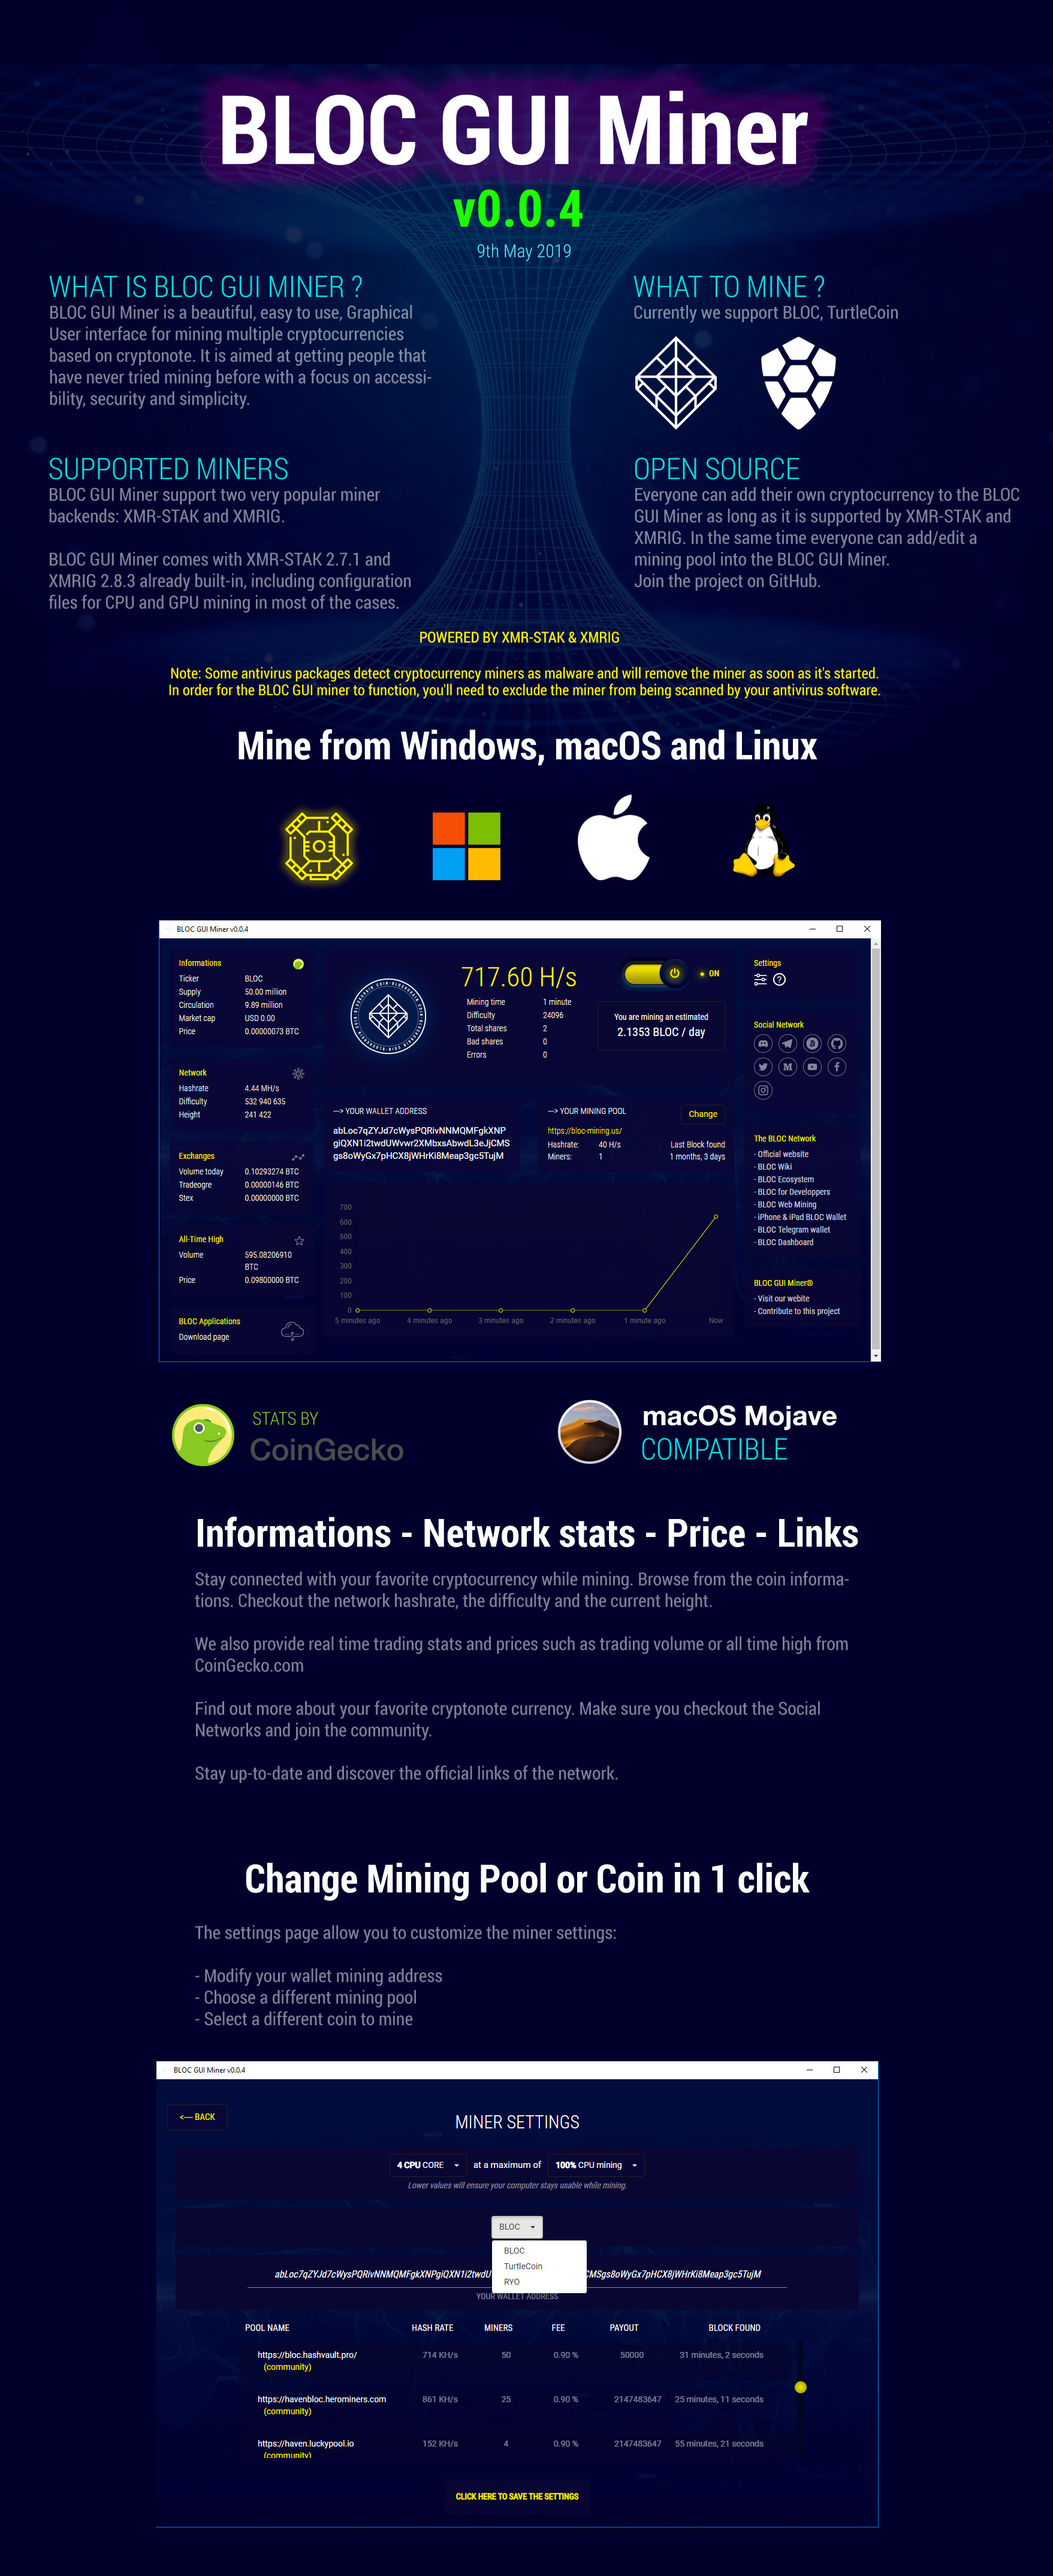 BLOC GUI Miner
v0.0.4
9th May 2019
WHAT IS BLOC GUI MINER ?
BLOC GUI Miner is a beautiful, easy to use, Graphical
User interface for mining multiple cryptocurrencies
based on cryptonote. It is aimed at getting people that
have never tried mining before with a focus on accessi-
bility, security and simplicity.
WHAT TO MINE ?
Currently we support BLOC, TurtleCoin
SUPPORTED MINERS
BLOC GUI Miner support two very popular miner
backends: XMR-STAK and XMRIG.
BLOC GUI Miner comes with XMR-STAK 2.7.1 and
XMRIG 2.8.3 already built-in, including configuration
files for CPU and GPU mining in most of the cases.
OPEN SOURCE
Everyone can add their own cryptocurrency to the BLOC
GUI Miner as long as it is supported by XMR-STAK and
XMRIG. In the same time everyone can add/edit a
mining pool into the BLOC GUI Miner.
Join the project on GitHub.
POWERED BY XMR-STAK & XMRIG
Note: Some antivirus packages detect cryptocurrency miners as malware and will remove the miner as soon as it's started.
In order for the BLOC GUI miner to function, you'll need to exclude the miner from being scanned by your antivirus software.
Mine from Windows, macOS and Linux
BLOC GUI Miner v0.0.4
Informations
Ticker BLOC
Supply 50.00 million
Circulation 9.89 million
Market cap USD 0.00
Price 0.00000073 BTC
Network
Hashrate 4.44 MH/s
Difficulty 532 940 635
Height 241 422
Exchanges
Volume today 0.10293274 BTC
Tradeogre 0.00000146 BTC
Stex 0.00000000 BTC
All-Time High
Volume 595.08206910
BTC
Price 0.09800000 BTC
BLOC Applications
Download page
717.60 H/s
Mining time 1 minute
Difficulty 24096
Total shares 2
Bad shares 0
Errors 0
ON
You are mining an estimated
2.1353 BLOC / day
---> YOUR WALLET ADDRESS
abLoc7qZYJd7cWysPQRivNNMQMFgkXNP
giQXN1i2twdUWvwr2XMbxsAbwdL3eJjCMS
gs8oWyGx7pHCX8jWHrKi8Meap3gc5TujM
---> YOUR MINING POOL
Change
https://bloc-mining.us/
Hashrate: 40 H/s Last Block found
Miners: 1 1 months, 3 days
700
600
500
400
300
200
100
0
5 minutes ago 4 minutes ago 3 minutes ago 2 minutes ago 1 minute ago Now
Settings
Social Network
The BLOC Network
- Official website
- BLOC Wiki
- BLOC Ecosystem
- BLOC for Developpers
- BLOC Web Mining
- iPhone & iPad BLOC Wallet
- BLOC Telegram wallet
- BLOC Dashboard
BLOC GUI Miner®
- Visit our webite
- Contribute to this project
STATS BY
CoinGecko
macOS Mojave
COMPATIBLE
Informations - Network stats - Price - Links
Stay connected with your favorite cryptocurrency while mining. Browse from the coin informa-
tions. Checkout the network hashrate, the difficulty and the current height.
We also provide real time trading stats and prices such as trading volume or all time high from
CoinGecko.com
Find out more about your favorite cryptonote currency. Make sure you checkout the Social
Networks and join the community.
Stay up-to-date and discover the official links of the network.
Change Mining Pool or Coin in 1 click
The settings page allow you to customize the miner settings:
- Modify your wallet mining address
- Choose a different mining pool
- Select a different coin to mine
BLOC GUI Miner v0.0.4
<--- BACK
MINER SETTINGS
4 CPU CORE at a maximum of 100% CPU mining
Lower values will ensure your computer stays usable while mining.
BLOC
BLOC
TurtleCoin
RYO
abLoc7qZYJd7cWysPQRivNNMQMFgkXNPgiQXN1i2twdU CMSgs8oWyGx7pHCX8jWHrKi8Meap3gc5TujM
YOUR WALLET ADDRESS
POOL NAME HASH RATE MINERS FEE PAYOUT BLOCK FOUND
https://bloc.hashvault.pro/ 714 KH/s 50 0.90 % 50000 31 minutes, 2 seconds
(community)
https://havenbloc.herominers.com 861 KH/s 25 0.90 % 2147483647 25 minutes, 11 seconds
(community)
https://haven.luckypool.io 152 KH/s 4 0.90 % 2147483647 55 minutes, 21 seconds
(community)
CLICK HERE TO SAVE THE SETTINGS